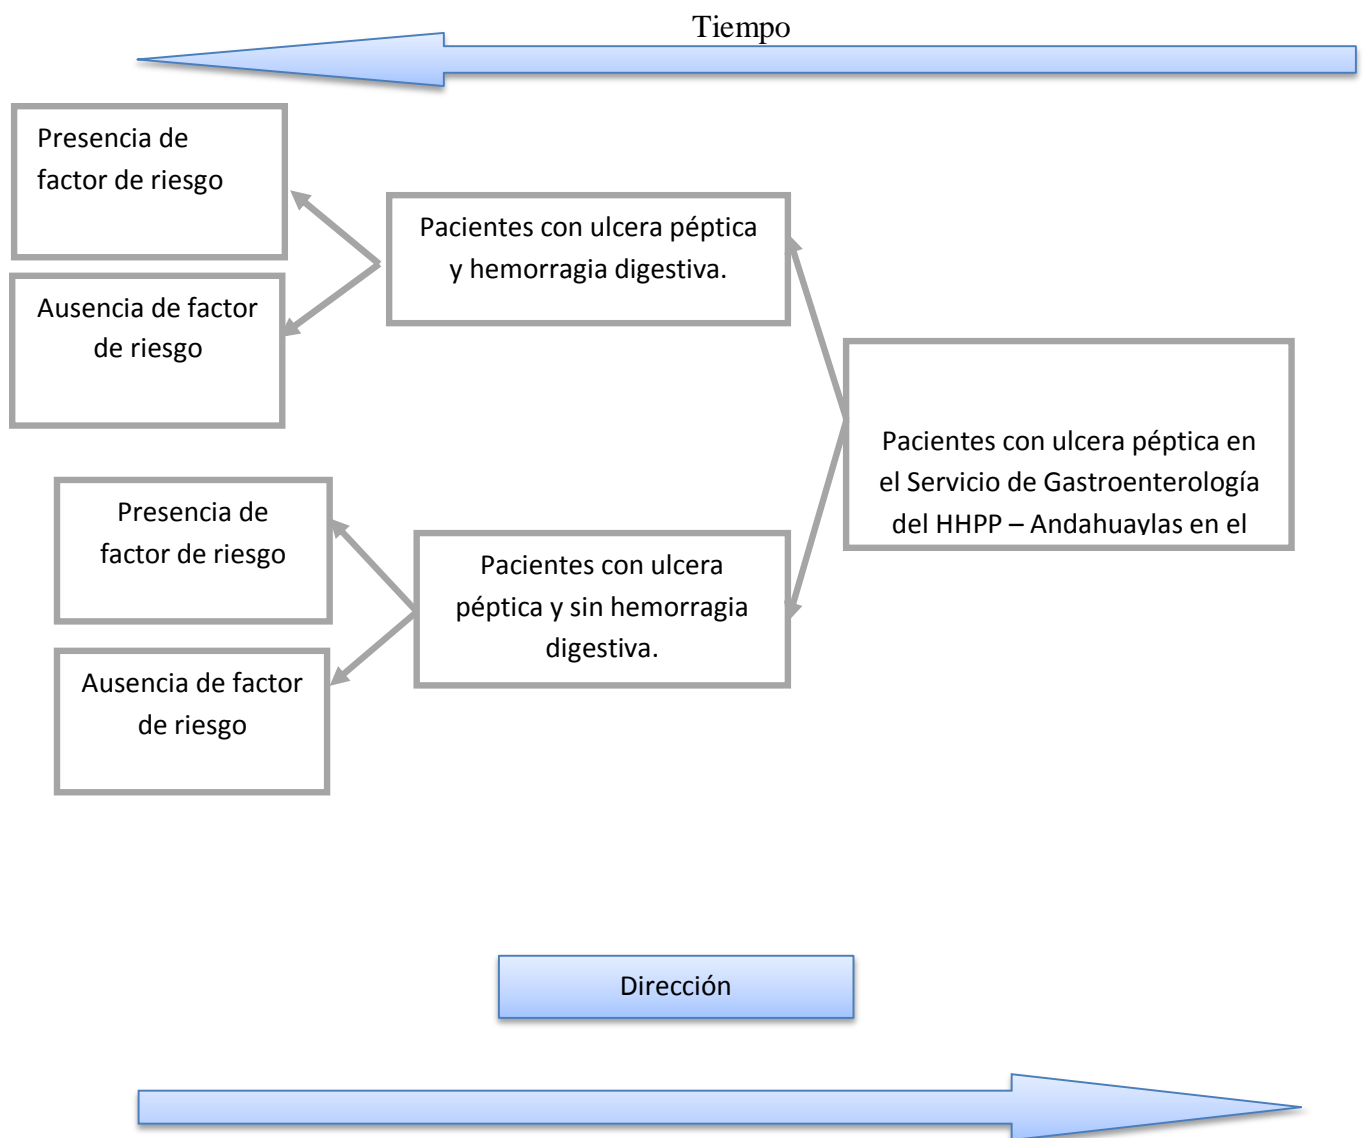 Tiempo
Presencia de
factor de riesgo
Ausencia de factor
de riesgo
Pacientes con ulcera péptica
y hemorragia digestiva.
Pacientes con ulcera péptica en
el Servicio de Gastroenterología
del HHPP – Andahuaylas en el
Presencia de
factor de riesgo
Ausencia de factor
de riesgo
Pacientes con ulcera
péptica y sin hemorragia
digestiva.
Dirección